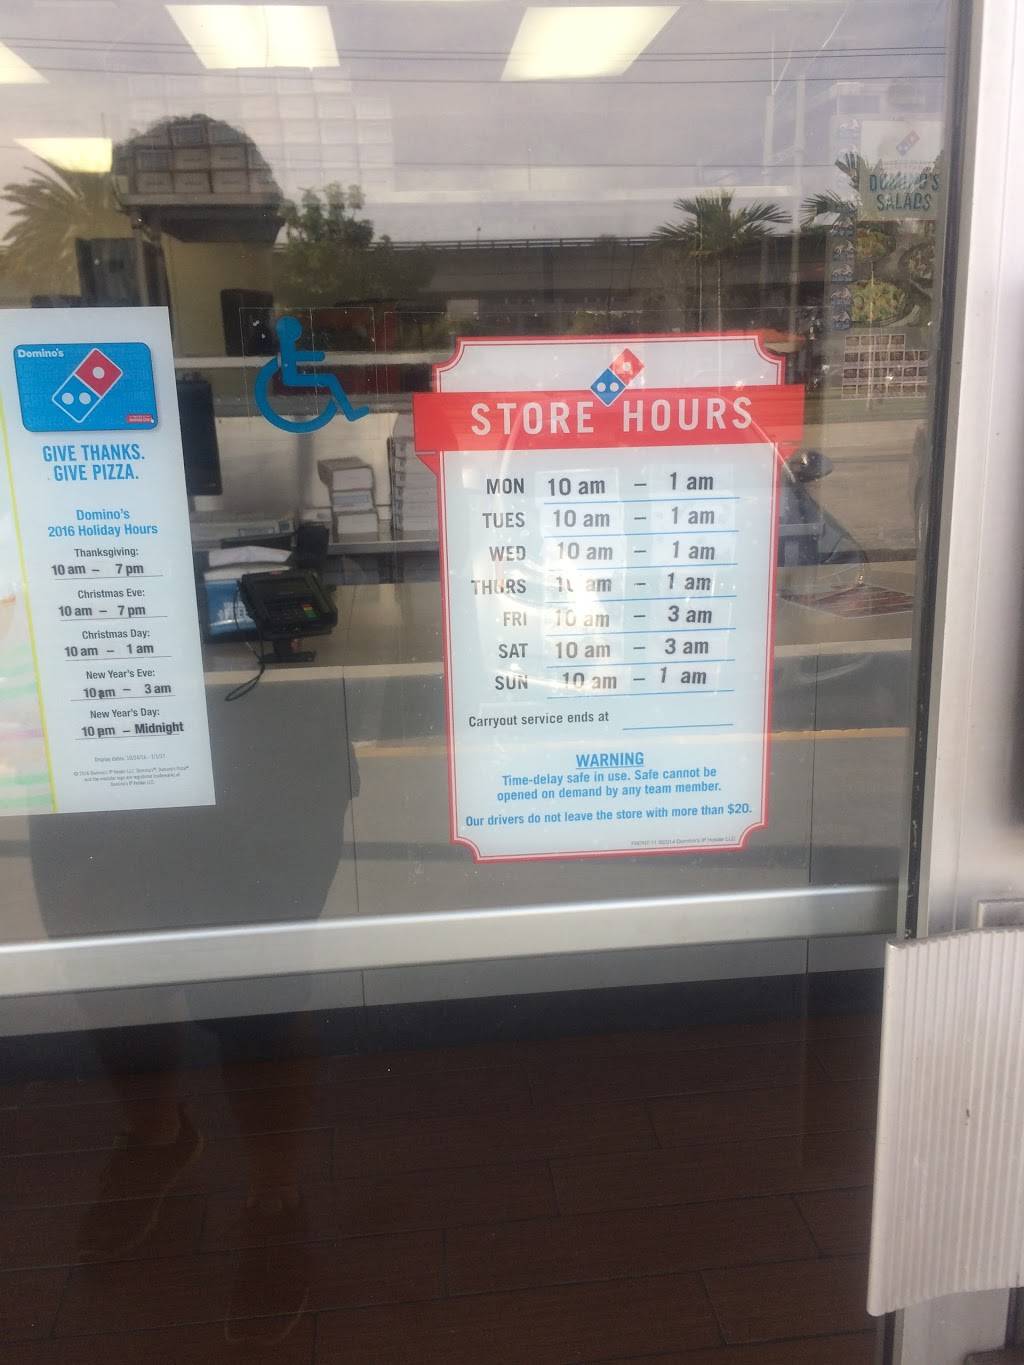 Domino's
GIVE THANKS.
GIVE PIZZA.
Domino's
2016 Holiday Hours
Thanksgiving:
10 am – 7 pm
Christmas Eve:
10 am – 7 pm
Christmas Day:
10 am – 1 am
New Year's Eve:
10 am – 3 am
New Year's Day:
10 pm – Midnight
STORE HOURS
MON 10 am – 1 am
TUES 10 am – 1 am
WED 10 am – 1 am
THURS 10 am – 1 am
FRI 10 am – 3 am
SAT 10 am – 3 am
SUN 10 am – 1 am
Carryout service ends at
WARNING
Time-delay safe in use. Safe cannot be
opened on demand by any team member.
Our drivers do not leave the store with more than $20.
DOMINO'S
SALADS